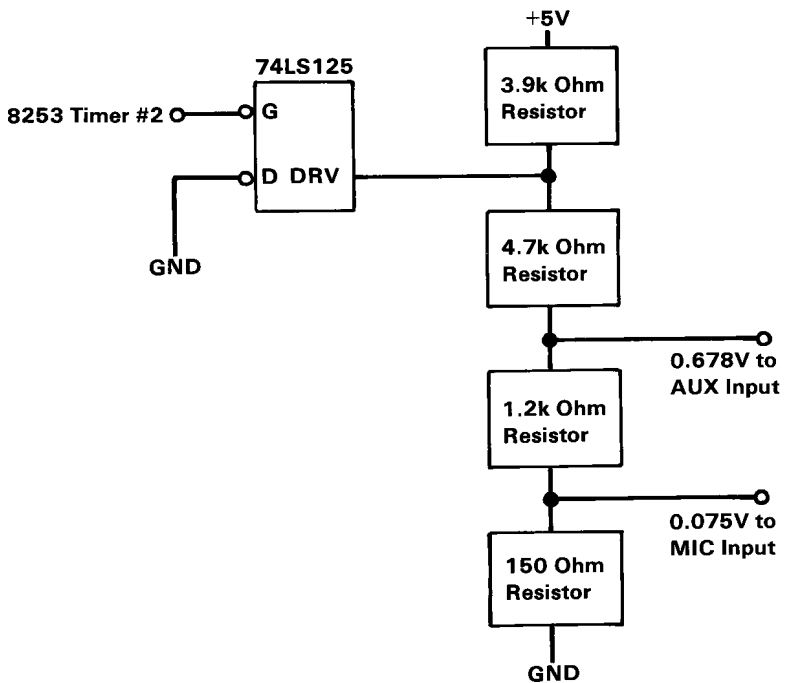 +5V
74LS125
3.9k Ohm
Resistor
8253 Timer #2
G
D DRV
4.7k Ohm
Resistor
GND
0.678V to
AUX Input
1.2k Ohm
Resistor
0.075V to
MIC Input
150 Ohm
Resistor
GND